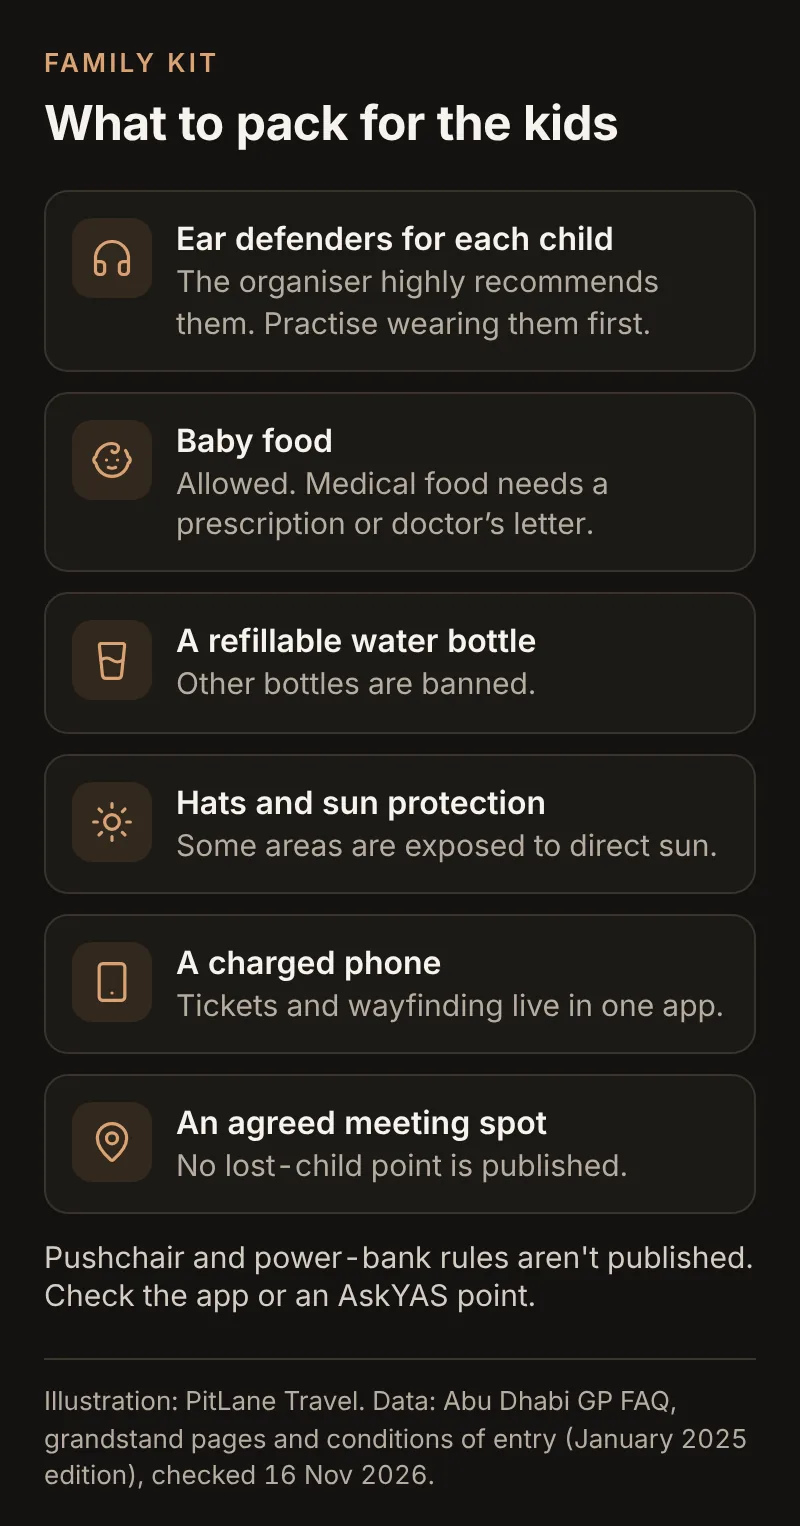 FAMILY KIT
What to pack for the kids
Ear defenders for each child
The organiser highly recommends
them. Practise wearing them first.
Baby food
Allowed. Medical food needs a
prescription or doctor’s letter.
A refillable water bottle
Other bottles are banned.
Hats and sun protection
Some areas are exposed to direct sun.
A charged phone
Tickets and wayfinding live in one app.
An agreed meeting spot
No lost-child point is published.
Pushchair and power-bank rules aren't published.
Check the app or an AskYAS point.
Illustration: PitLane Travel. Data: Abu Dhabi GP FAQ,
grandstand pages and conditions of entry (January 2025
edition), checked 16 Nov 2026.